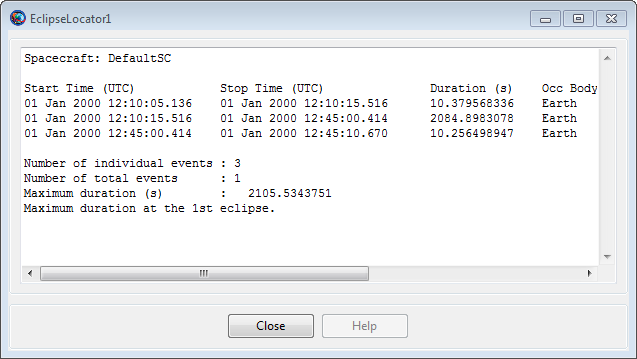 EclipseLocator1
Spacecraft: DefaultSC
Start Time (UTC) Stop Time (UTC) Duration (s) Occ Body
01 Jan 2000 12:10:05.136 01 Jan 2000 12:10:15.516 10.379568336 Earth
01 Jan 2000 12:10:15.516 01 Jan 2000 12:45:00.414 2084.8983078 Earth
01 Jan 2000 12:45:00.414 01 Jan 2000 12:45:10.670 10.256498947 Earth
Number of individual events : 3
Number of total events : 1
Maximum duration (s) : 2105.5343751
Maximum duration at the 1st eclipse.
Close Help